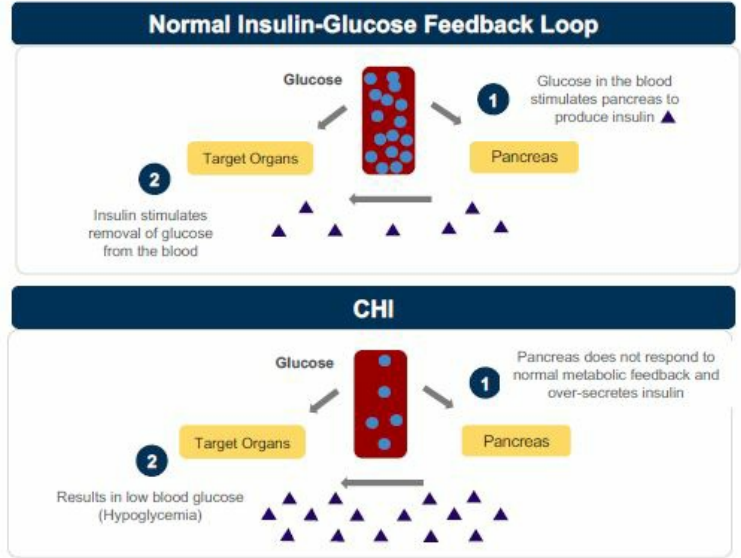 Normal Insulin-Glucose Feedback Loop
Glucose
1
Glucose in the blood
stimulates pancreas to
produce insulin
Target Organs
Pancreas
2
Insulin stimulates
removal of glucose
from the blood
CHI
Glucose
1
Pancreas does not respond to
normal metabolic feedback and
over-secretes insulin
Target Organs
Pancreas
2
Results in low blood glucose
(Hypoglycemia)